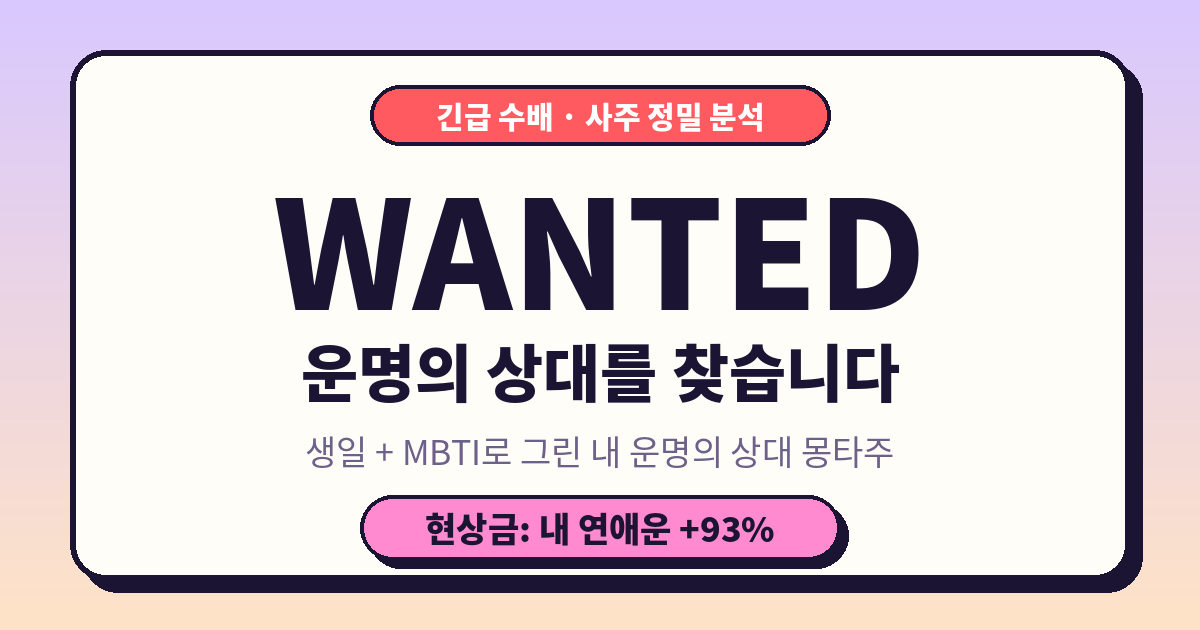 긴급 수배 · 사주 정밀 분석
WANTED
운명의 상대를 찾습니다
생일 + MBTI로 그린 내 운명의 상대 몽타주
현상금: 내 연애운 +93%